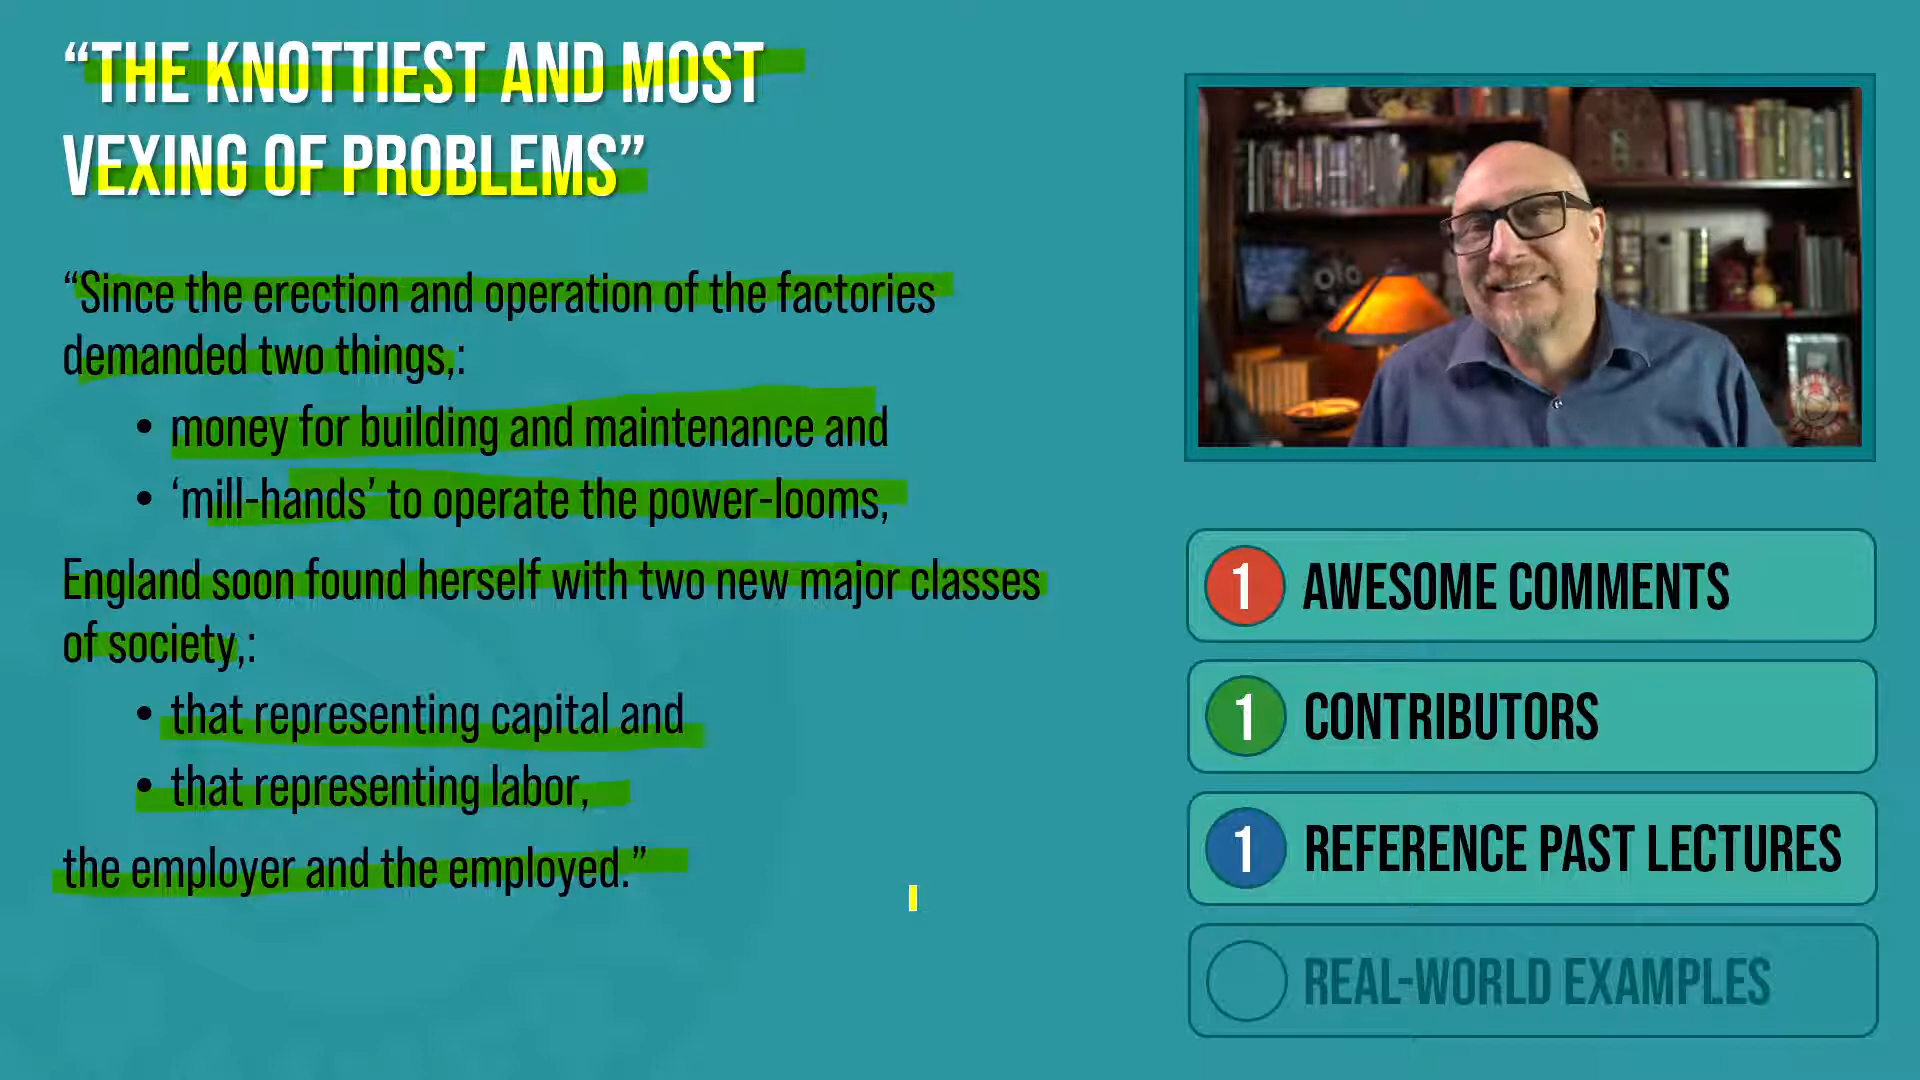 “THE KNOTTIEST AND MOST
VEXING OF PROBLEMS”
“Since the erection and operation of the factories
demanded two things,:
• money for building and maintenance and
• ‘mill-hands’ to operate the power-looms,
England soon found herself with two new major classes
of society,:
• that representing capital and
• that representing labor,
the employer and the employed.”
1 AWESOME COMMENTS
1 CONTRIBUTORS
1 REFERENCE PAST LECTURES
REAL-WORLD EXAMPLES